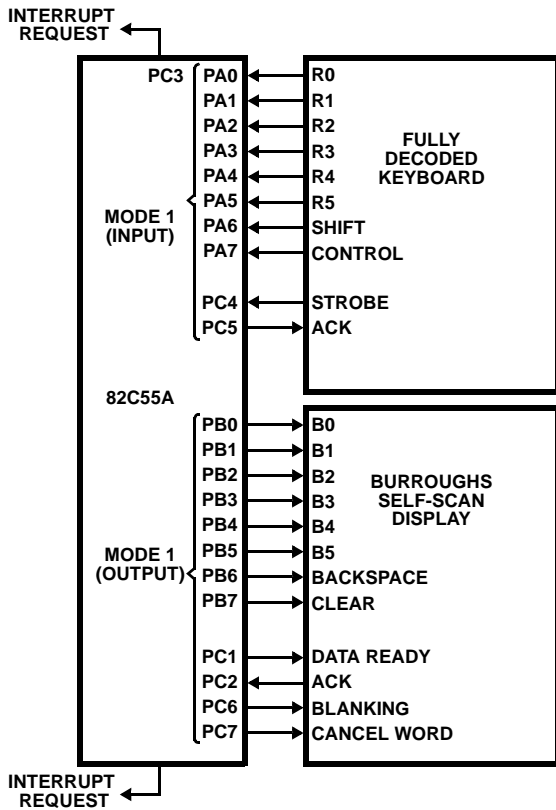 INTERRUPT
REQUEST
PC3 PA0 R0
PA1 R1
PA2 R2
PA3 R3
PA4 R4
PA5 R5
PA6 SHIFT
PA7 CONTROL
MODE 1
(INPUT)
FULLY
DECODED
KEYBOARD
PC4 STROBE
PC5 ACK
82C55A
PB0 B0
PB1 B1
PB2 B2
PB3 B3
PB4 B4
PB5 B5
PB6 BACKSPACE
PB7 CLEAR
MODE 1
(OUTPUT)
BURROUGHS
SELF-SCAN
DISPLAY
PC1 DATA READY
PC2 ACK
PC6 BLANKING
PC7 CANCEL WORD
INTERRUPT
REQUEST